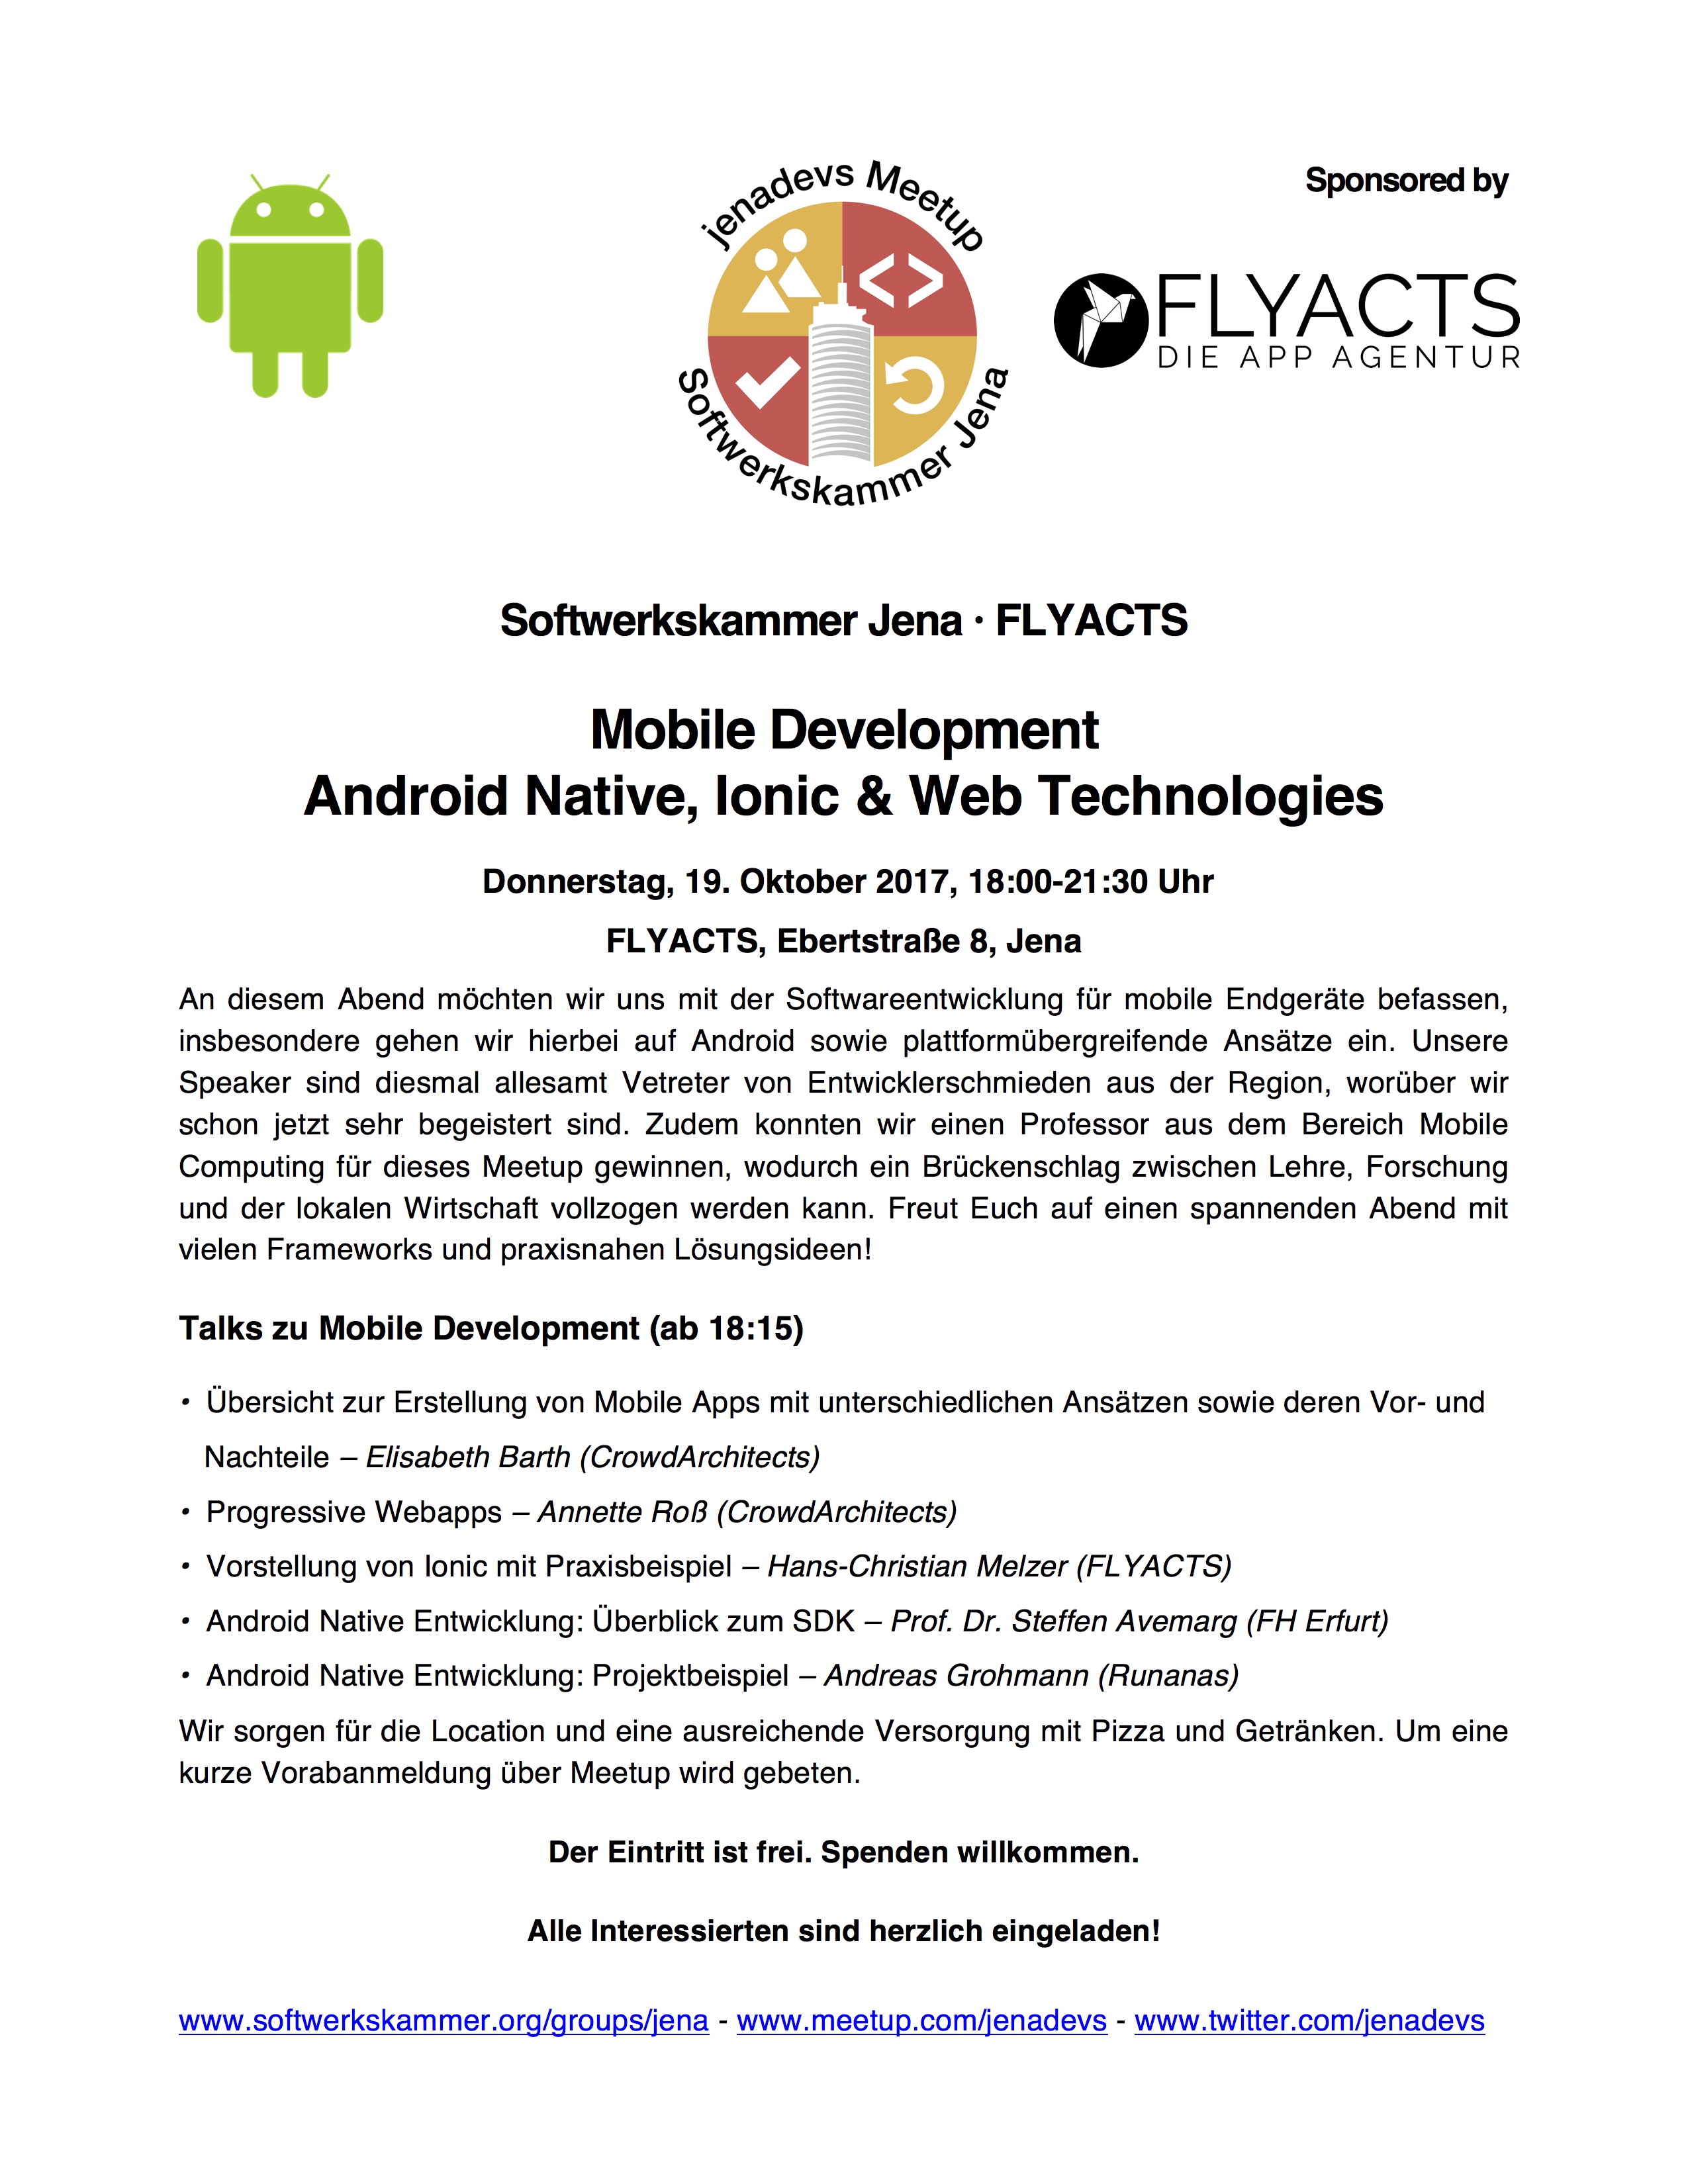 jenadevs Meetup
Softwerkskammer Jena
Sponsored by
FLYACTS
DIE APP AGENTUR
Softwerkskammer Jena · FLYACTS
Mobile Development
Android Native, Ionic & Web Technologies
Donnerstag, 19. Oktober 2017, 18:00-21:30 Uhr
FLYACTS, Ebertstraße 8, Jena
An diesem Abend möchten wir uns mit der Softwareentwicklung für mobile Endgeräte befassen,
insbesondere gehen wir hierbei auf Android sowie plattformübergreifende Ansätze ein. Unsere
Speaker sind diesmal allesamt Vetreter von Entwicklerschmieden aus der Region, worüber wir
schon jetzt sehr begeistert sind. Zudem konnten wir einen Professor aus dem Bereich Mobile
Computing für dieses Meetup gewinnen, wodurch ein Brückenschlag zwischen Lehre, Forschung
und der lokalen Wirtschaft vollzogen werden kann. Freut Euch auf einen spannenden Abend mit
vielen Frameworks und praxisnahen Lösungsideen!
Talks zu Mobile Development (ab 18:15)
• Übersicht zur Erstellung von Mobile Apps mit unterschiedlichen Ansätzen sowie deren Vor- und
Nachteile – Elisabeth Barth (CrowdArchitects)
• Progressive Webapps – Annette Roß (CrowdArchitects)
• Vorstellung von Ionic mit Praxisbeispiel – Hans-Christian Melzer (FLYACTS)
• Android Native Entwicklung: Überblick zum SDK – Prof. Dr. Steffen Avemarg (FH Erfurt)
• Android Native Entwicklung: Projektbeispiel – Andreas Grohmann (Runanas)
Wir sorgen für die Location und eine ausreichende Versorgung mit Pizza und Getränken. Um eine
kurze Vorabanmeldung über Meetup wird gebeten.
Der Eintritt ist frei. Spenden willkommen.
Alle Interessierten sind herzlich eingeladen!
www.softwerkskammer.org/groups/jena - www.meetup.com/jenadevs - www.twitter.com/jenadevs